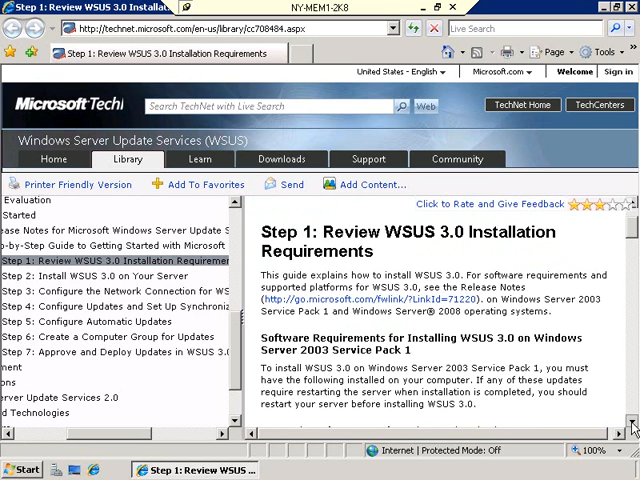 Step 1: Review WSUS 3.0 Installat
NY-MEM1-2K8
http://technet.microsoft.com/en-us/library/cc708484.aspx
Live Search
Step 1: Review WSUS 3.0 Installation Requirements
Page
Tools
United States - English
Microsoft.com
Welcome
Sign in
Microsoft Tech
Search TechNet with Live Search
Web
TechNet Home
TechCenters
Windows Server Update Services (WSUS)
Home
Library
Learn
Downloads
Support
Community
Printer Friendly Version
Add To Favorites
Send
Add Content...
Click to Rate and Give Feedback
Evaluation
Started
ease Notes for Microsoft Windows Server Update S
p-by-Step Guide to Getting Started with Microsoft
Step 1: Review WSUS 3.0 Installation Requiremen
Step 2: Install WSUS 3.0 on Your Server
Step 3: Configure the Network Connection for WS
Step 4: Configure Updates and Set Up Synchroniz
Step 5: Configure Automatic Updates
Step 6: Create a Computer Group for Updates
Step 7: Approve and Deploy Updates in WSUS 3.0
ment
ons
erver Update Services 2.0
d Technologies
Step 1: Review WSUS 3.0 Installation
Requirements
This guide explains how to install WSUS 3.0. For software requirements and
supported platforms for WSUS 3.0, see the Release Notes
(http://go.microsoft.com/fwlink/?LinkId=71220). on Windows Server 2003
Service Pack 1 and Windows Server® 2008 operating systems.
Software Requirements for Installing WSUS 3.0 on Windows
Server 2003 Service Pack 1
To install WSUS 3.0 on Windows Server 2003 Service Pack 1, you must
have the following installed on your computer. If any of these updates
require restarting the server when installation is completed, you should
restart your server before installing WSUS 3.0.
Internet | Protected Mode: Off
100%
Start
Step 1: Review WSUS ...